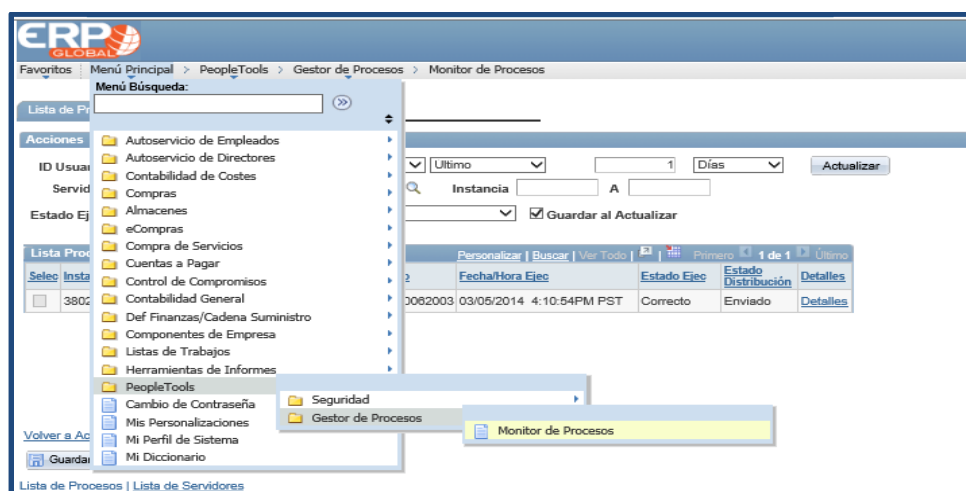 ERP
GLOBAL
Favoritos Menú Principal > PeopleTools > Gestor de Procesos > Monitor de Procesos
Menú Búsqueda:
Lista de Pr
Acciones
Autoservicio de Empleados
ID Usuar Autoservicio de Directores Ultimo 1 Días Actualizar
Contabilidad de Costes
Servid Compras Instancia A
Estado Ej Almacenes Guardar al Actualizar
eCompras
Compra de Servicios
Lista Proc Cuentas a Pagar Personalizar | Buscar | Ver Todo | | Primero 1 de 1 Último
Selec Insta Control de Compromisos Fecha/Hora Ejec Estado Ejec Estado Distribución Detalles
3802 Contabilidad General 0082003 03/05/2014 4:10:54PM PST Correcto Enviado Detalles
Def Finanzas/Cadena Suministro
Componentes de Empresa
Listas de Trabajos
Herramientas de Informes
PeopleTools
Seguridad
Cambio de Contraseña
Gestor de Procesos
Mis Personalizaciones
Monitor de Procesos
Volver a Ac Mi Perfil de Sistema
Guardar Mi Diccionario
Lista de Procesos | Lista de Servidores